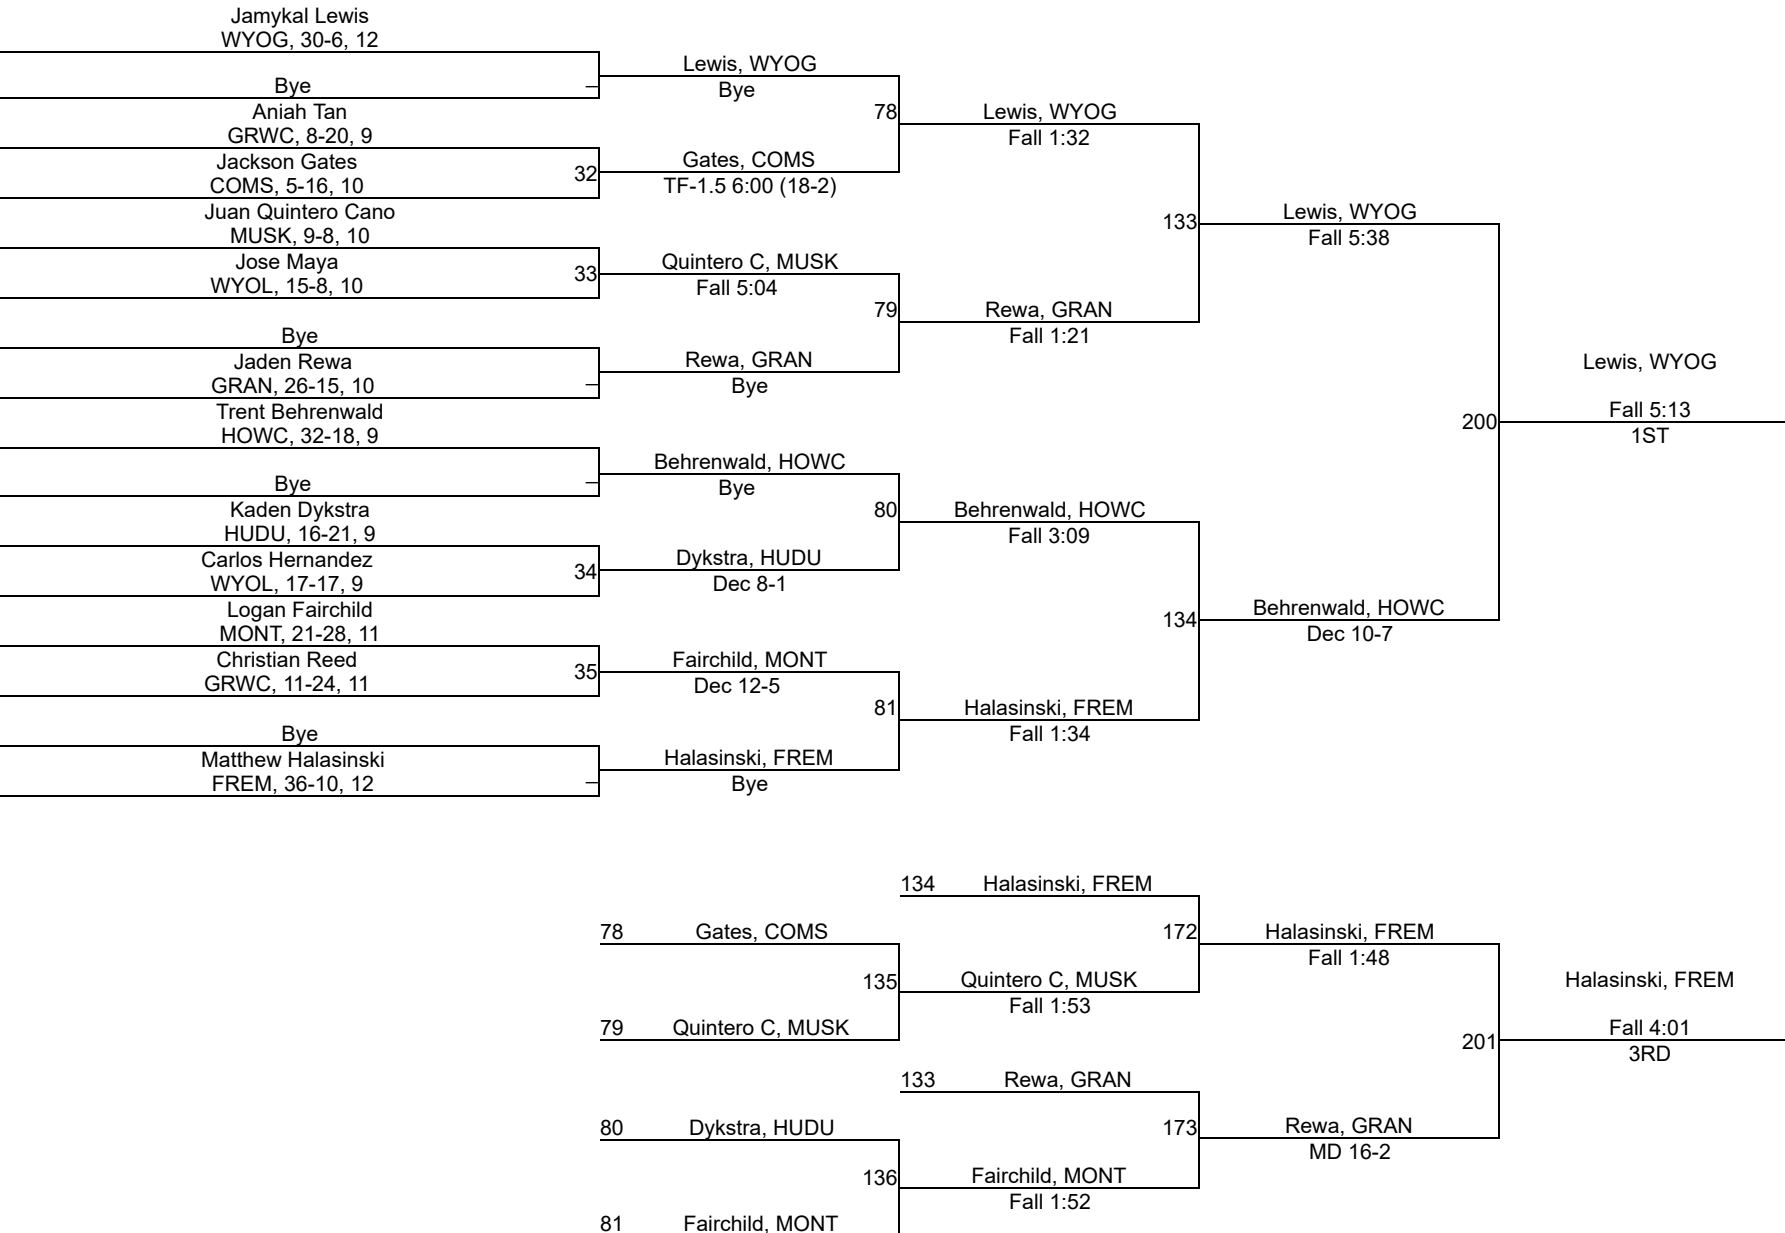 Jamykal Lewis
WYOG, 30-6, 12
Bye
Aniah Tan
GRWC, 8-20, 9
Jackson Gates
COMS, 5-16, 10
32
Juan Quintero Cano
MUSK, 9-8, 10
Jose Maya
WYOL, 15-8, 10
33
Bye
Jaden Rewa
GRAN, 26-15, 10
Trent Behrenwald
HOWC, 32-18, 9
Bye
Kaden Dykstra
HUDU, 16-21, 9
Carlos Hernandez
WYOL, 17-17, 9
34
Logan Fairchild
MONT, 21-28, 11
Christian Reed
GRWC, 11-24, 11
35
Bye
Matthew Halasinski
FREM, 36-10, 12
Lewis, WYOG
Bye
78
Gates, COMS
TF-1.5 6:00 (18-2)
Quintero C, MUSK
Fall 5:04
79
Rewa, GRAN
Bye
Behrenwald, HOWC
Bye
80
Dykstra, HUDU
Dec 8-1
Fairchild, MONT
Dec 12-5
81
Halasinski, FREM
Bye
Lewis, WYOG
Fall 1:32
133
Rewa, GRAN
Fall 1:21
Behrenwald, HOWC
Fall 3:09
134
Halasinski, FREM
Fall 1:34
Lewis, WYOG
Fall 5:38
200
Behrenwald, HOWC
Dec 10-7
Lewis, WYOG
Fall 5:13
1ST
134 Halasinski, FREM
78 Gates, COMS
135
79 Quintero C, MUSK
Quintero C, MUSK
Fall 1:53
172
133 Rewa, GRAN
80 Dykstra, HUDU
136
81 Fairchild, MONT
Fairchild, MONT
Fall 1:52
173
Halasinski, FREM
Fall 1:48
201
Rewa, GRAN
MD 16-2
Halasinski, FREM
Fall 4:01
3RD